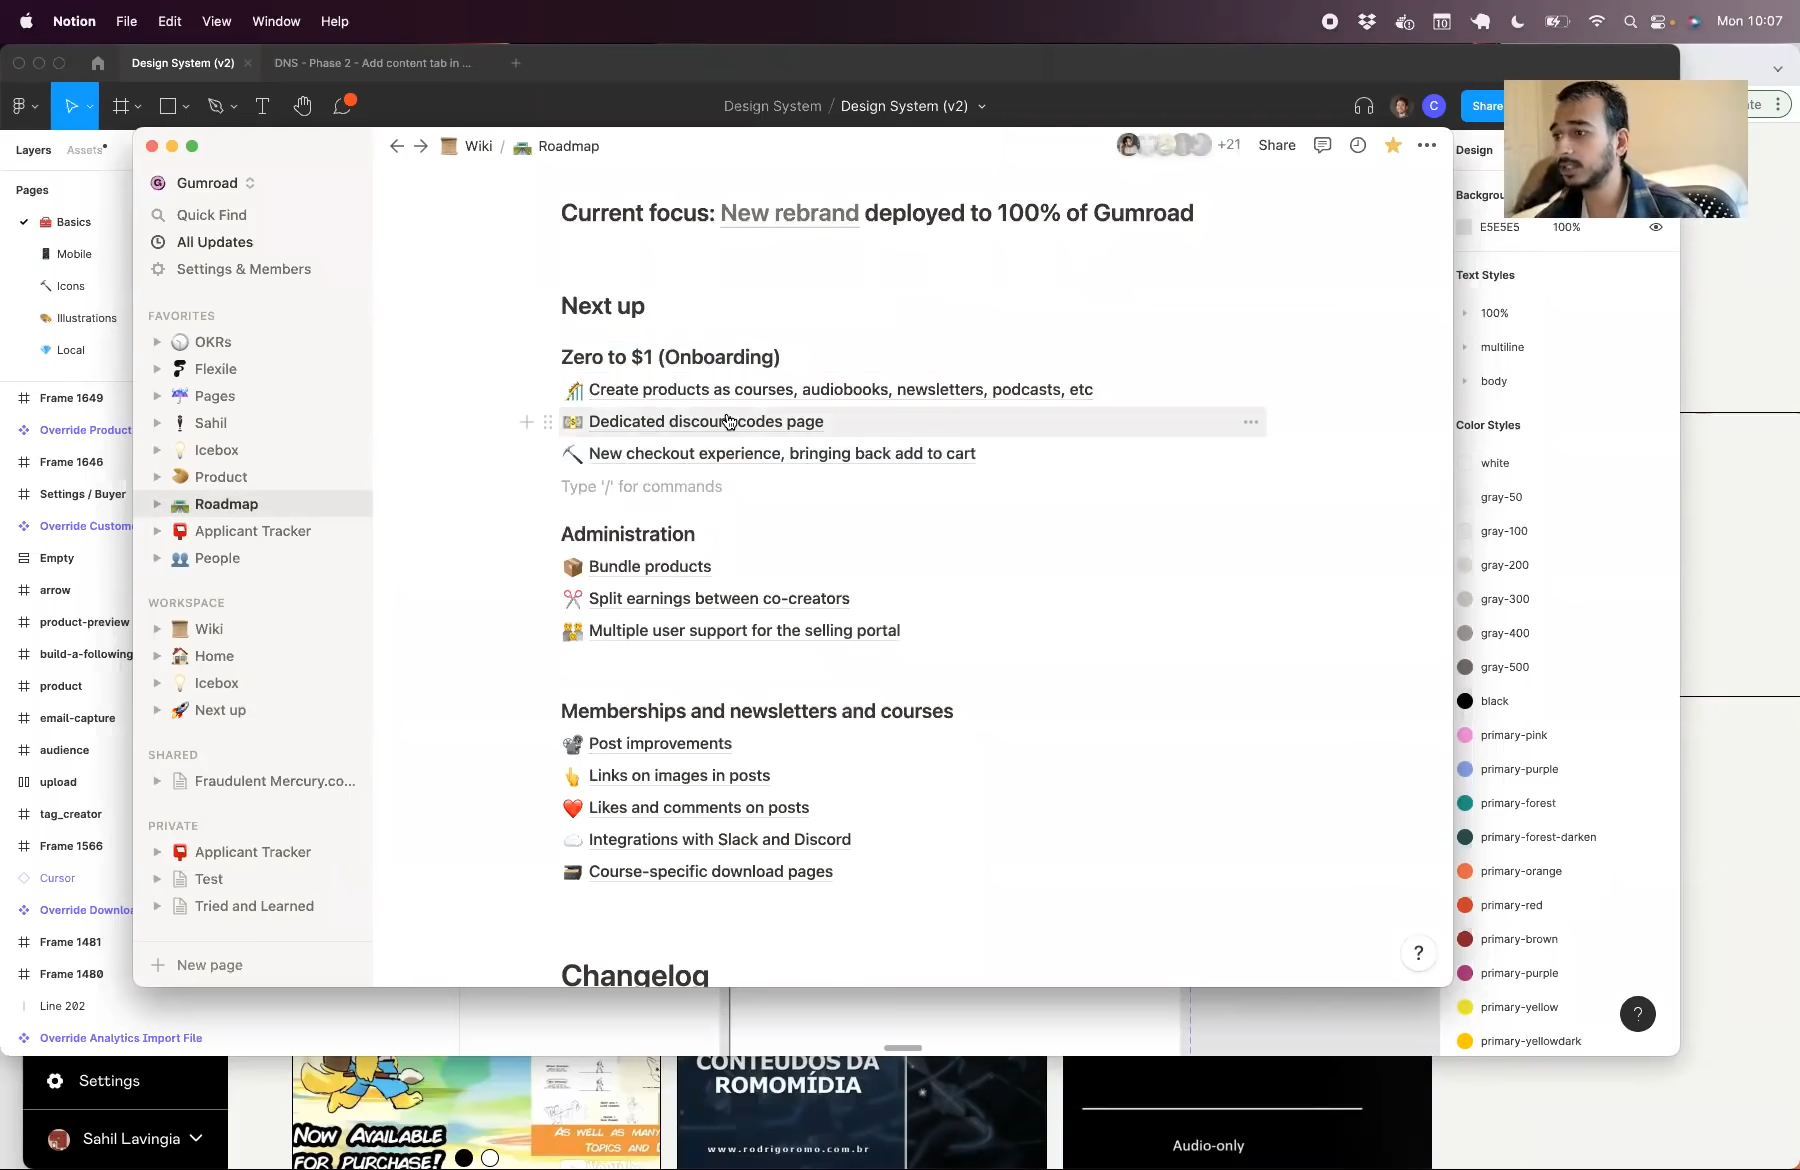 Notion File Edit View Window Help
10
Mon 10:07
Design System (v2)
DNS - Phase 2 - Add content tab in ...
Design System / Design System (v2)
C
Share
Layers Assets
Pages
Basics
Mobile
Icons
Illustrations
Local
Frame 1649
Override Product
Frame 1646
Settings / Buyer
Override Custome
Empty
arrow
product-preview
build-a-following
product
email-capture
audience
upload
tag_creator
Frame 1566
Cursor
Override Downloa
Frame 1481
Frame 1480
Line 202
Override Analytics Import File
G Gumroad
Quick Find
All Updates
Settings & Members
FAVORITES
OKRs
Flexile
Pages
Sahil
Icebox
Product
Roadmap
Applicant Tracker
People
WORKSPACE
Wiki
Home
Icebox
Next up
SHARED
Fraudulent Mercury.co...
PRIVATE
Applicant Tracker
Test
Tried and Learned
New page
Wiki / Roadmap
+21 Share
Current focus: New rebrand deployed to 100% of Gumroad
Next up
Zero to $1 (Onboarding)
Create products as courses, audiobooks, newsletters, podcasts, etc
Dedicated discount codes page
New checkout experience, bringing back add to cart
Type '/' for commands
Administration
Bundle products
Split earnings between co-creators
Multiple user support for the selling portal
Memberships and newsletters and courses
Post improvements
Links on images in posts
Likes and comments on posts
Integrations with Slack and Discord
Course-specific download pages
Changelog
?
Design
Backgrou
E5E5E5 100%
Text Styles
100%
multiline
body
Color Styles
white
gray-50
gray-100
gray-200
gray-300
gray-400
gray-500
black
primary-pink
primary-purple
primary-forest
primary-forest-darken
primary-orange
primary-red
primary-brown
primary-purple
primary-yellow
primary-yellowdark
?
Settings
Sahil Lavingia
NOW AVAILABLE
FOR PURCHASE!
AS WELL AS MANY
TOPICS AND
CONTEÚDOS DA
ROMOMÍDIA
www.rodrigoromo.com.br
Audio-only